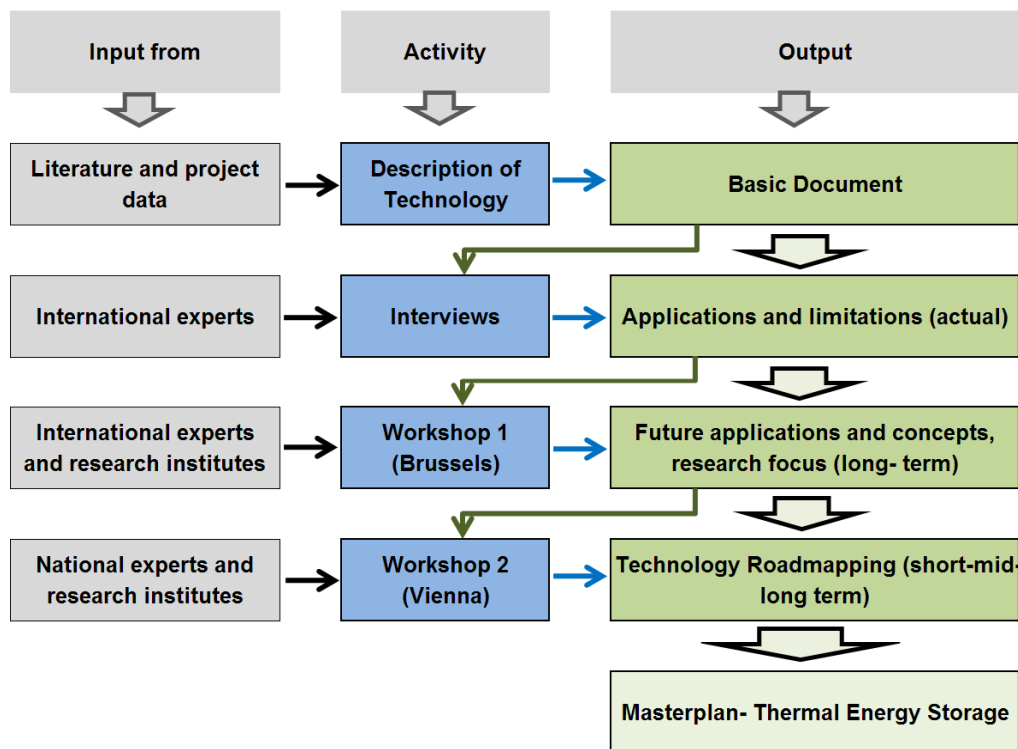 Input from
Activity
Output
Literature and project
data
Description of
Technology
Basic Document
International experts
Interviews
Applications and limitations (actual)
International experts
and research institutes
Workshop 1
(Brussels)
Future applications and concepts,
research focus (long- term)
National experts and
research institutes
Workshop 2
(Vienna)
Technology Roadmapping (short-mid-
long term)
Masterplan- Thermal Energy Storage